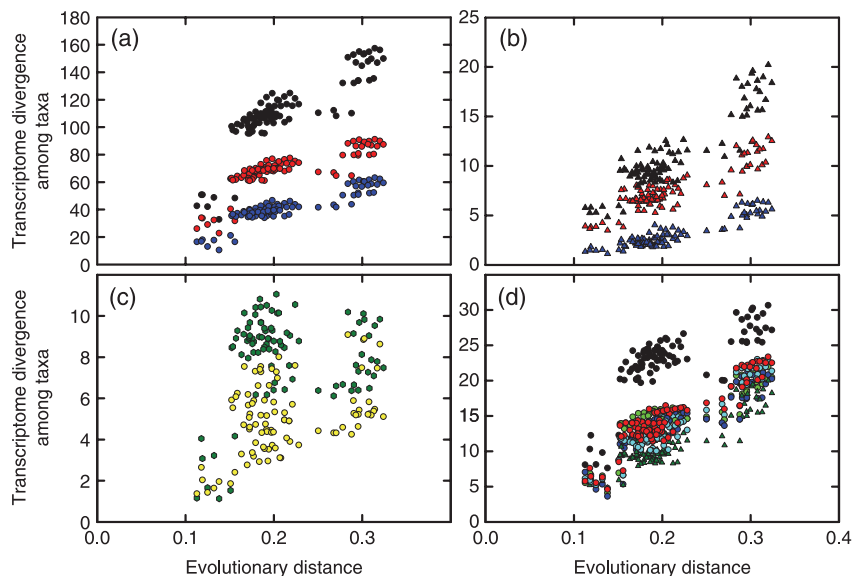 (a)
180
160
140
120
100
80
60
40
20
0
Transcriptome divergence
among taxa
(b)
25
20
15
10
5
0
(c)
10
8
6
4
2
0
Transcriptome divergence
among taxa
0.0 0.1 0.2 0.3
Evolutionary distance
(d)
30
25
20
15
10
5
0
0.0 0.1 0.2 0.3 0.4
Evolutionary distance